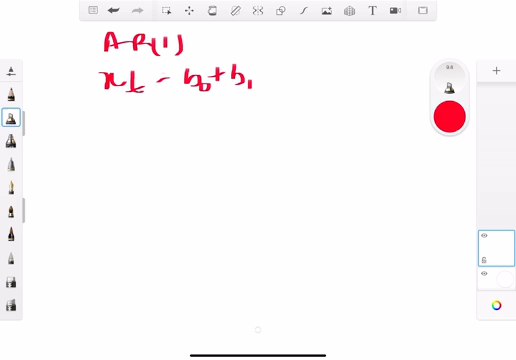 AR(1)
xt = b0 + b1